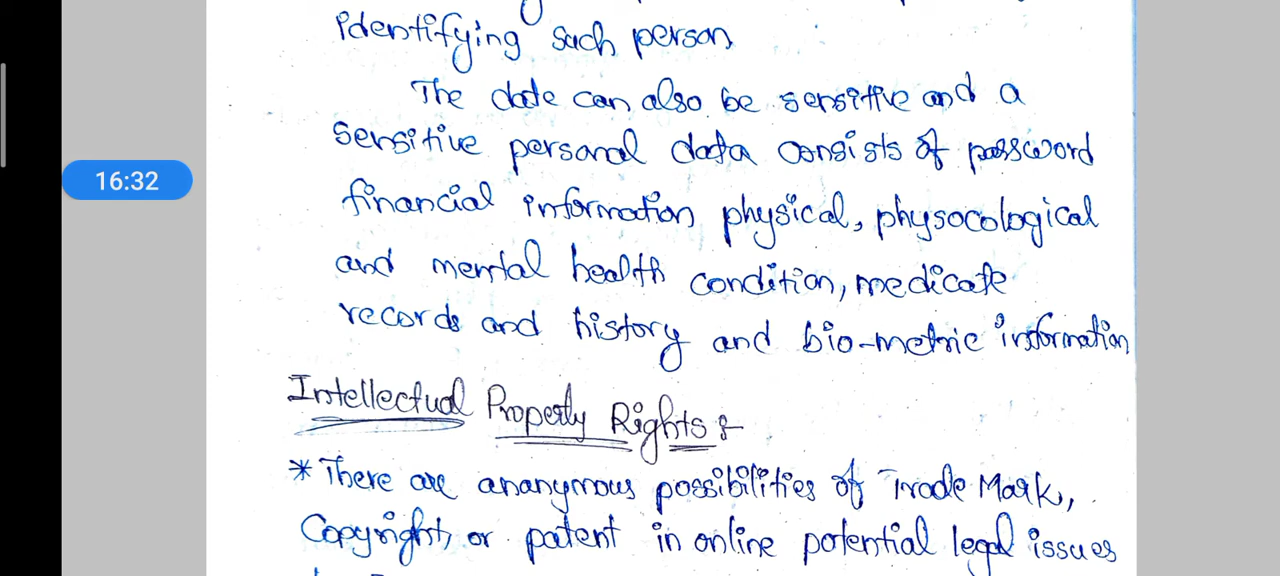 identifying such person
The date can also be sensitive and a
sensitive personal data consists of password
financial information physical, physocological
and mental health condition, medicate
records and history and bio-metric information
Intellectual Property Rights :-
* There are ananymous possibilities of Trade Mark,
Copyright, or patent in online potential legal issues
16:32